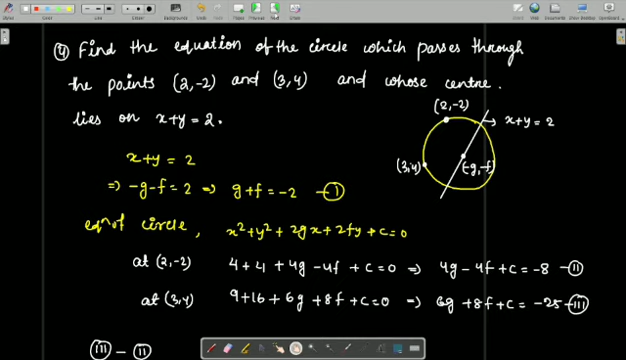 ④ Find the equation of the circle which passes through
the points (2,-2) and (3,4) and whose centre
lies on x+y=2.
(2,-2)
x+y=2
(3,4)
(-g,-f)
x+y = 2
⇒ -g-f=2 ⇒ g+f=-2 —①
eqⁿ of circle, x²+y²+2gx+2fy+c=0
at (2,-2) 4+4+4g-4f+c=0 ⇒ 4g-4f+c=-8 —⑪
at (3,4) 9+16+6g+8f+c=0 ⇒ 6g+8f+c=-25 —ⓘⓘⓘ
ⓘⓘⓘ - ⑪